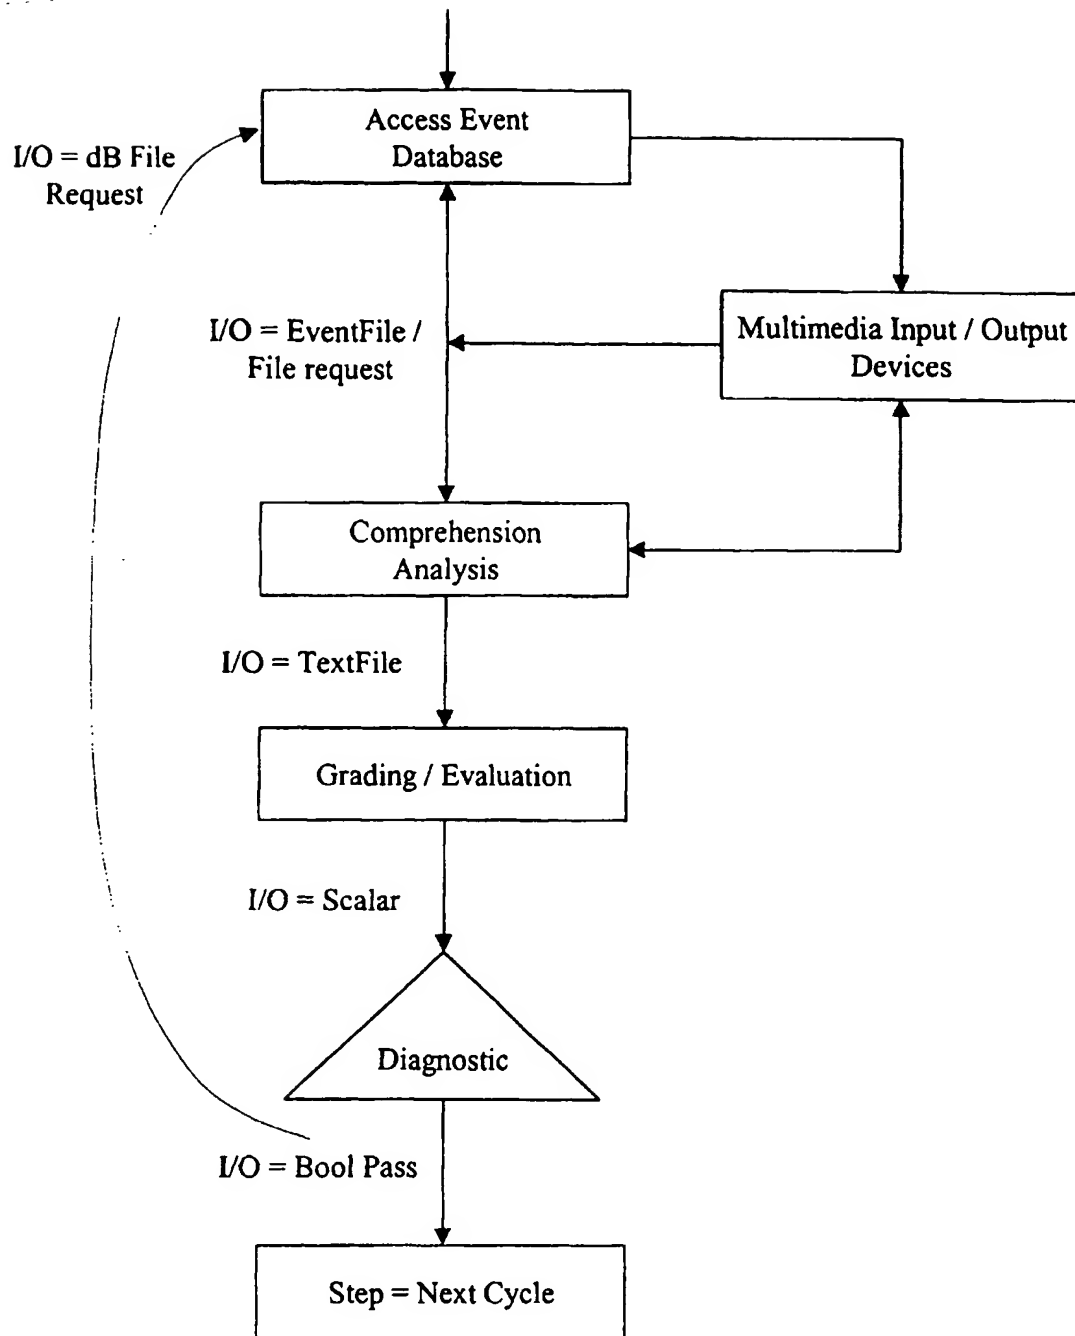 Access Event
Database
I/O = dB File
Request
I/O = EventFile /
File request
Multimedia Input / Output
Devices
Comprehension
Analysis
I/O = TextFile
Grading / Evaluation
I/O = Scalar
Diagnostic
I/O = Bool Pass
Step = Next Cycle